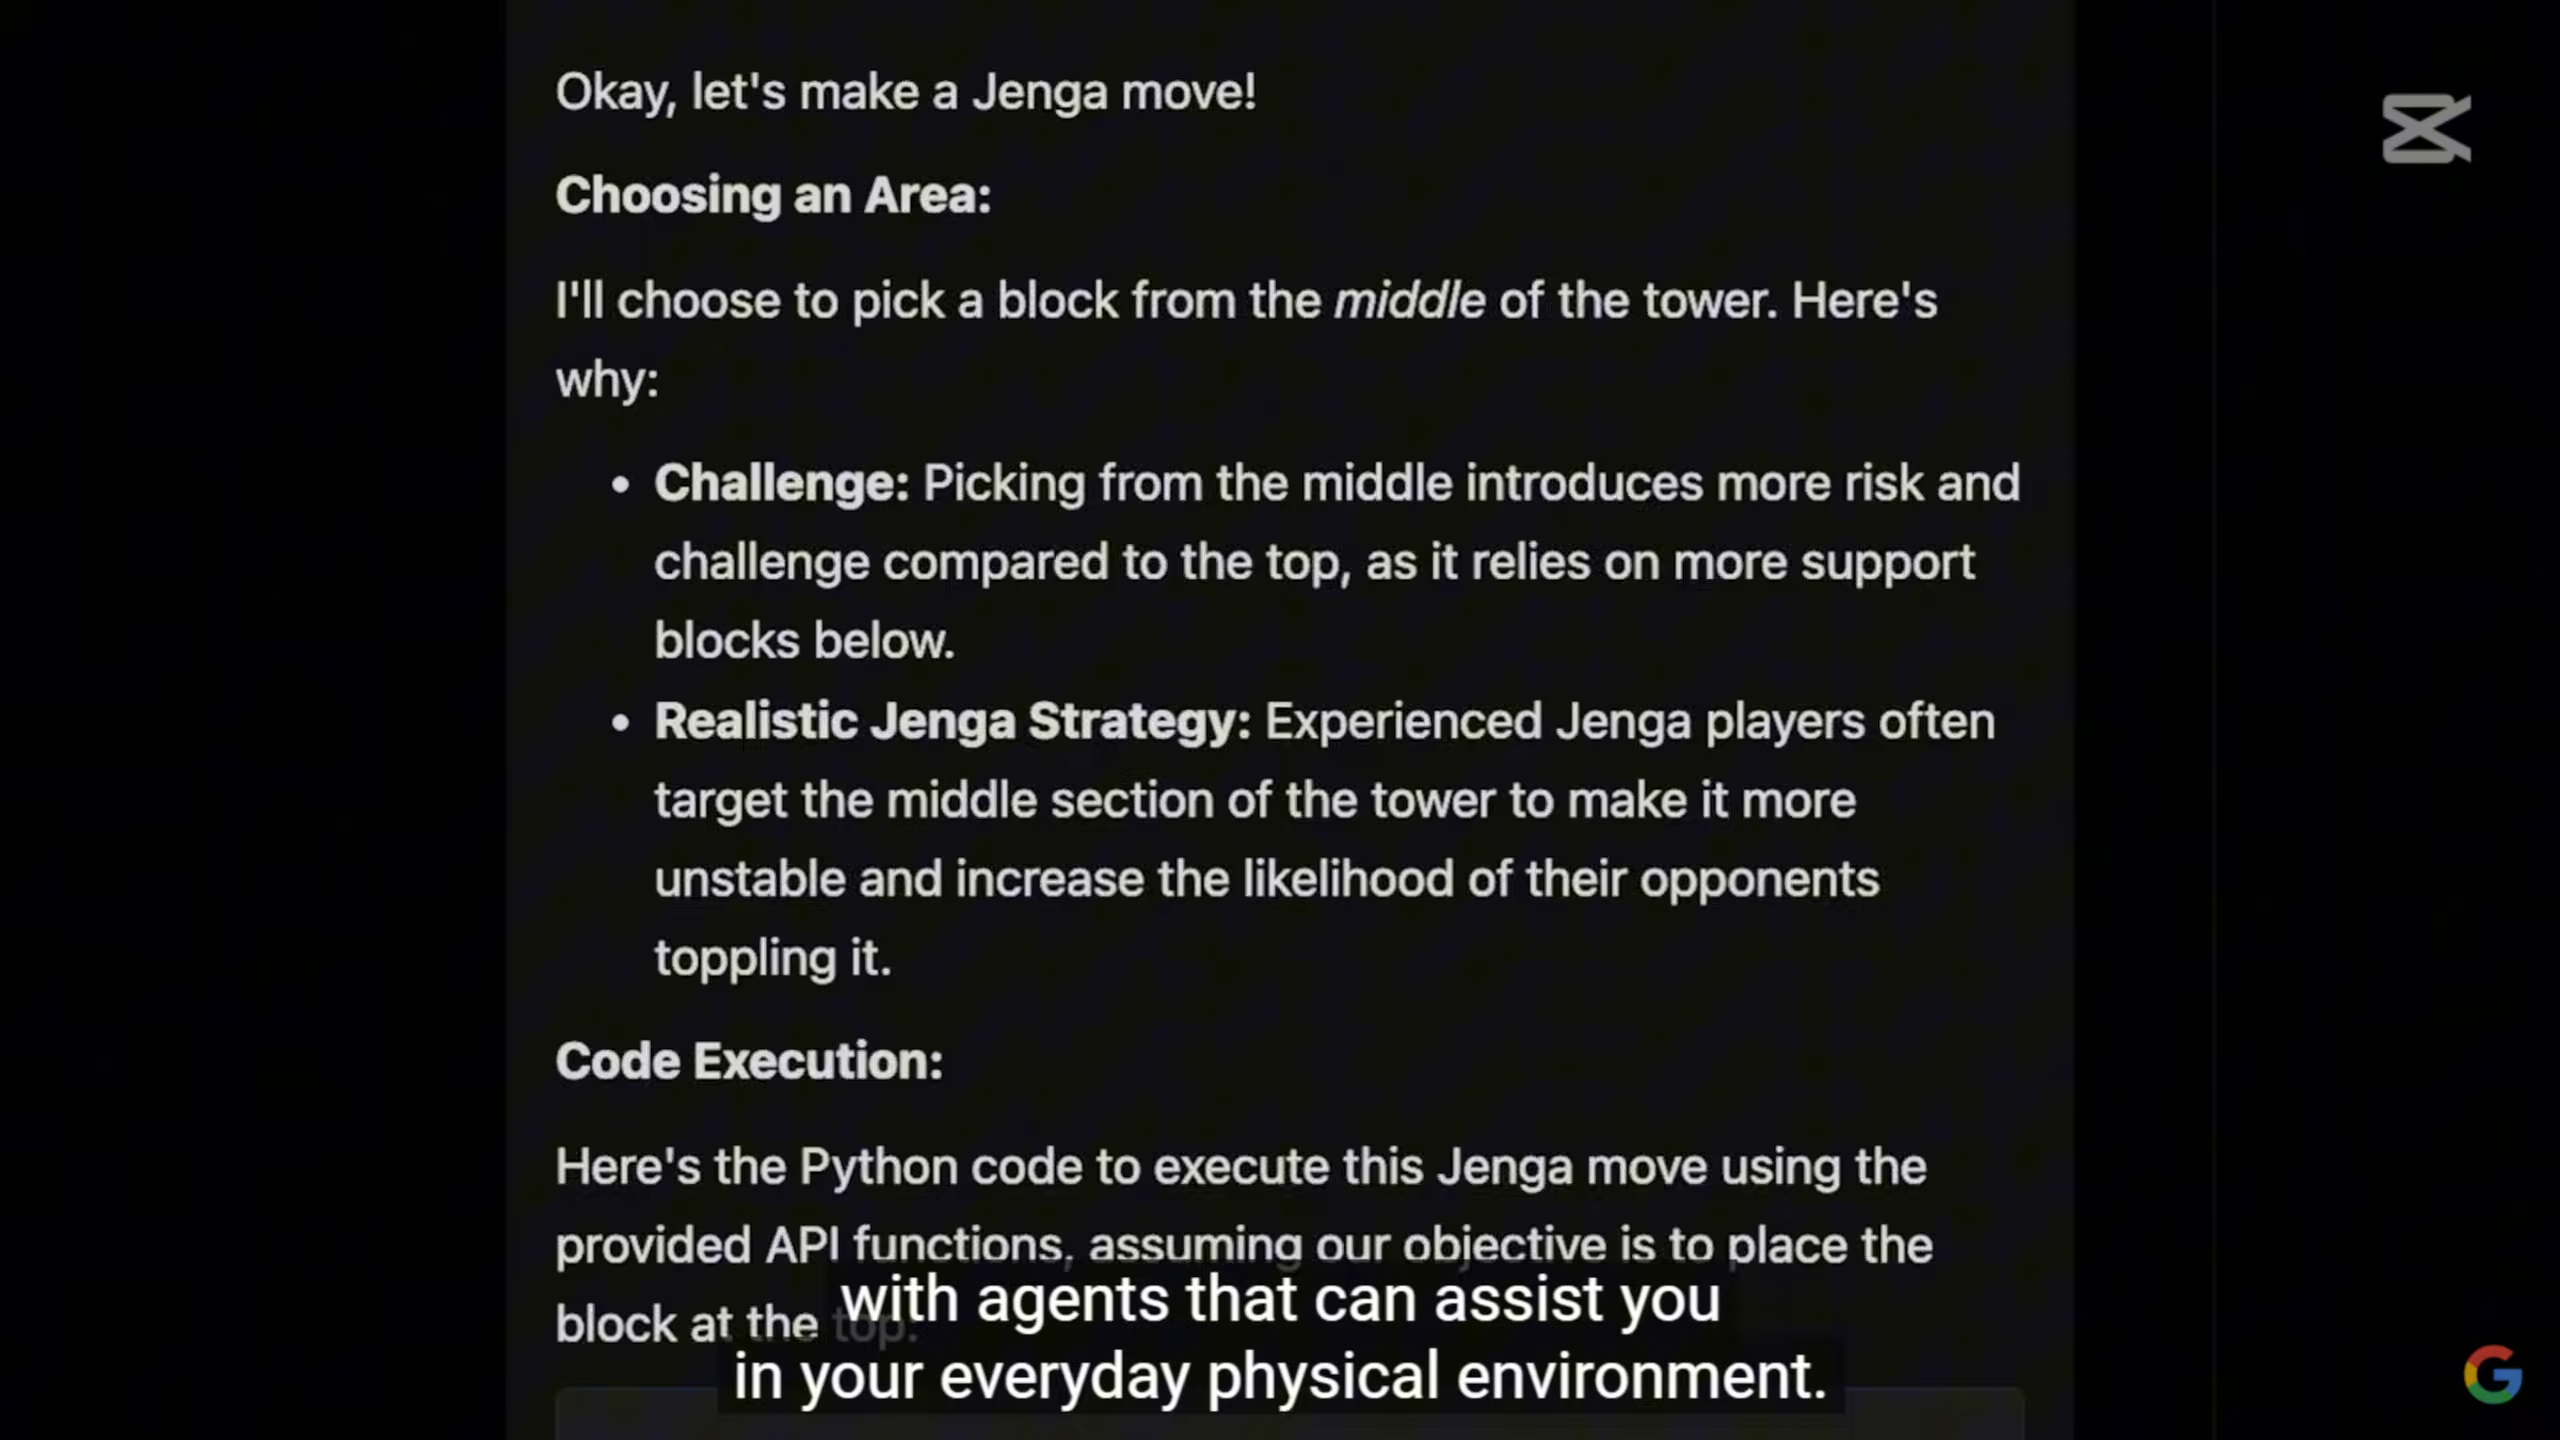 Okay, let's make a Jenga move!
Choosing an Area:
I'll choose to pick a block from the middle of the tower. Here's
why:
• Challenge: Picking from the middle introduces more risk and
challenge compared to the top, as it relies on more support
blocks below.
• Realistic Jenga Strategy: Experienced Jenga players often
target the middle section of the tower to make it more
unstable and increase the likelihood of their opponents
toppling it.
Code Execution:
Here's the Python code to execute this Jenga move using the
provided API functions, assuming our objective is to place the
block at the top:
with agents that can assist you
in your everyday physical environment.